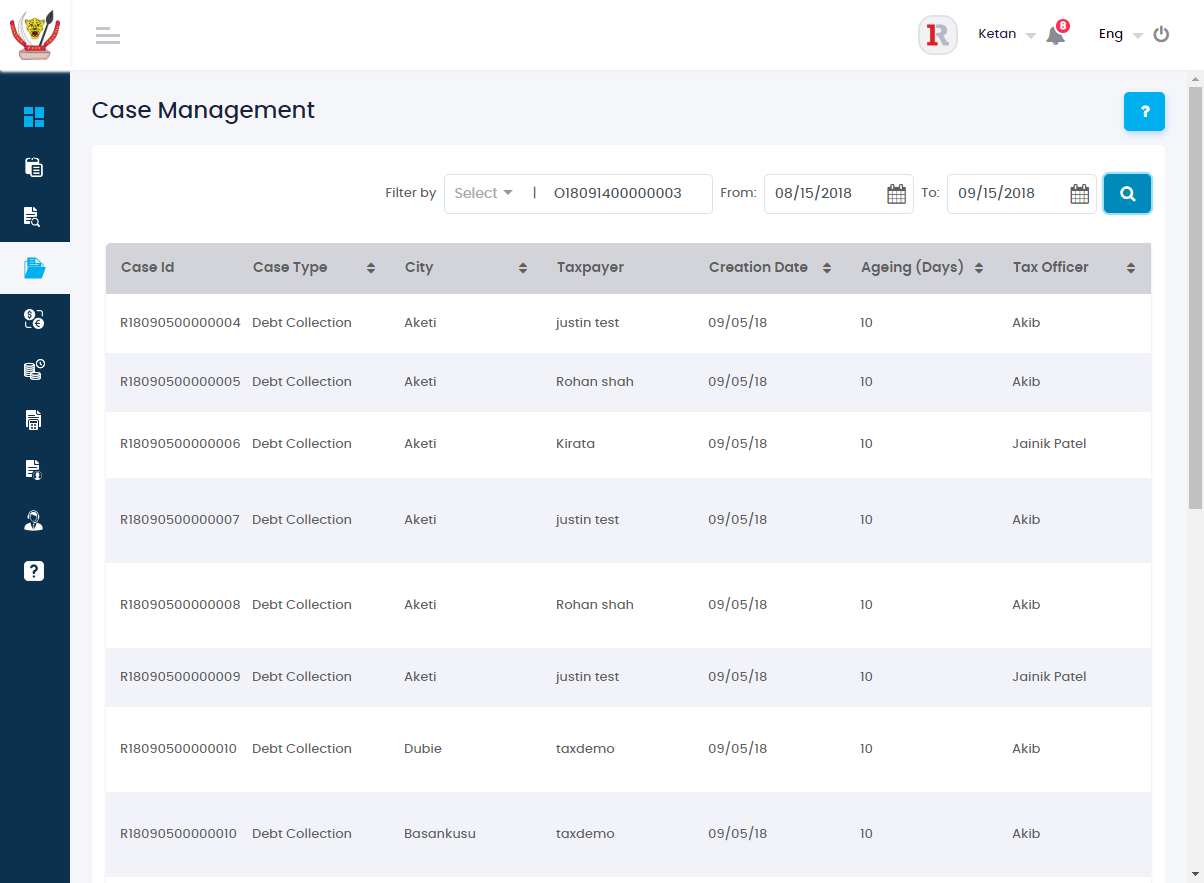 Ketan
8
Eng
Case Management
?
Filter by Select | O18091400000003 From: 08/15/2018 To: 09/15/2018
Case Id Case Type City Taxpayer Creation Date Ageing (Days) Tax Officer
R18090500000004 Debt Collection Aketi justin test 09/05/18 10 Akib
R18090500000005 Debt Collection Aketi Rohan shah 09/05/18 10 Akib
R18090500000006 Debt Collection Aketi Kirata 09/05/18 10 Jainik Patel
R18090500000007 Debt Collection Aketi justin test 09/05/18 10 Akib
R18090500000008 Debt Collection Aketi Rohan shah 09/05/18 10 Akib
R18090500000009 Debt Collection Aketi justin test 09/05/18 10 Jainik Patel
R18090500000010 Debt Collection Dubie taxdemo 09/05/18 10 Akib
R18090500000010 Debt Collection Basankusu taxdemo 09/05/18 10 Akib